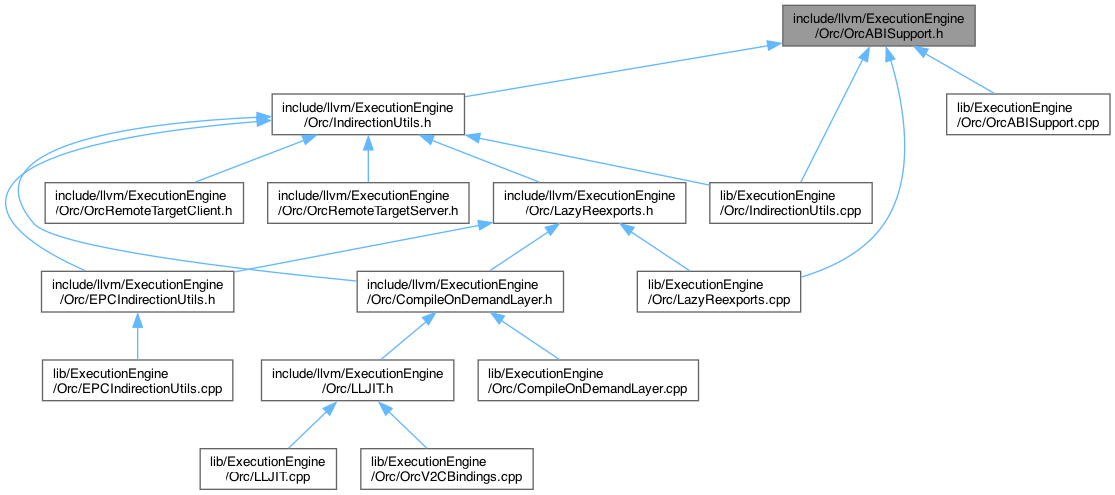 include/llvm/ExecutionEngine
/Orc/OrcABISupport.h
include/llvm/ExecutionEngine
/Orc/IndirectionUtils.h
lib/ExecutionEngine
/Orc/OrcABISupport.cpp
include/llvm/ExecutionEngine
/Orc/OrcRemoteTargetClient.h
include/llvm/ExecutionEngine
/Orc/OrcRemoteTargetServer.h
include/llvm/ExecutionEngine
/Orc/LazyReexports.h
lib/ExecutionEngine
/Orc/IndirectionUtils.cpp
include/llvm/ExecutionEngine
/Orc/EPCIndirectionUtils.h
include/llvm/ExecutionEngine
/Orc/CompileOnDemandLayer.h
lib/ExecutionEngine
/Orc/LazyReexports.cpp
lib/ExecutionEngine
/Orc/EPCIndirectionUtils.cpp
include/llvm/ExecutionEngine
/Orc/LLJIT.h
lib/ExecutionEngine
/Orc/CompileOnDemandLayer.cpp
lib/ExecutionEngine
/Orc/LLJIT.cpp
lib/ExecutionEngine
/Orc/OrcV2CBindings.cpp